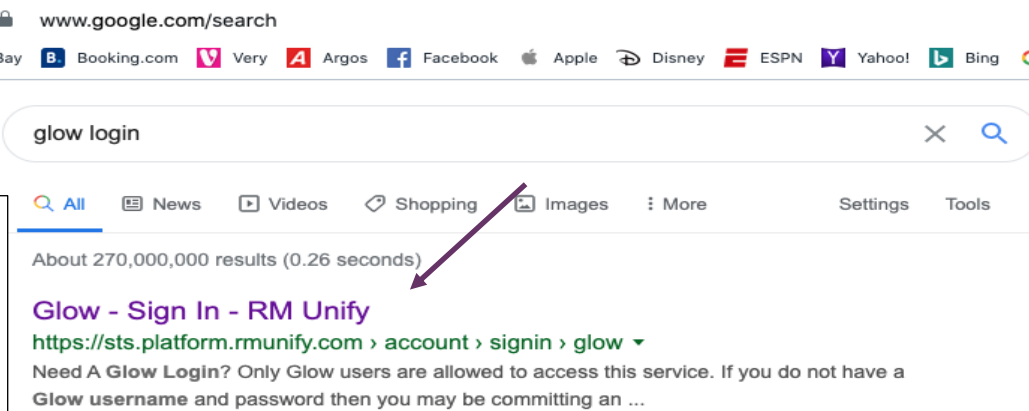 www.google.com/search
Bay B. Booking.com V Very A Argos f Facebook Apple D Disney E ESPN Y Yahoo! b Bing
glow login
All News Videos Shopping Images More Settings Tools
About 270,000,000 results (0.26 seconds)
Glow - Sign In - RM Unify
https://sts.platform.rmunify.com › account › signin › glow
Need A Glow Login? Only Glow users are allowed to access this service. If you do not have a
Glow username and password then you may be committing an ...